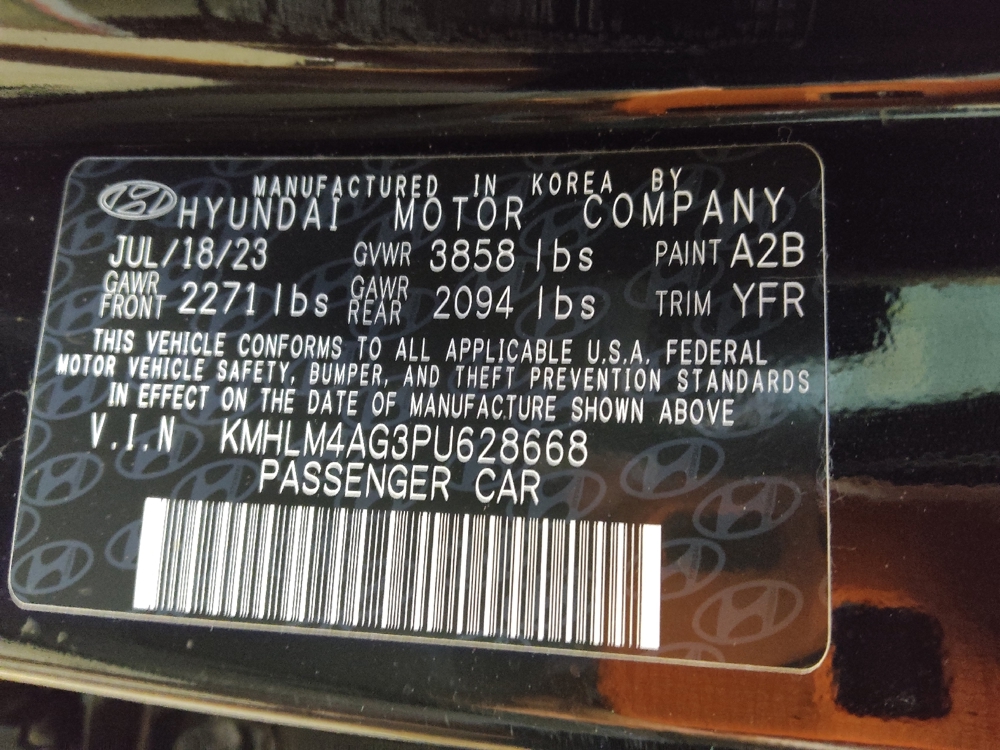 MANUFACTURED IN KOREA BY
HYUNDAI MOTOR COMPANY
JUL/18/23 GVWR 3858 lbs PAINT A2B
GAWR FRONT 2271 lbs GAWR REAR 2094 lbs TRIM YFR
THIS VEHICLE CONFORMS TO ALL APPLICABLE U.S.A. FEDERAL
MOTOR VEHICLE SAFETY, BUMPER, AND THEFT PREVENTION STANDARDS
IN EFFECT ON THE DATE OF MANUFACTURE SHOWN ABOVE
V.I.N KMHLM4AG3PU628668
PASSENGER CAR